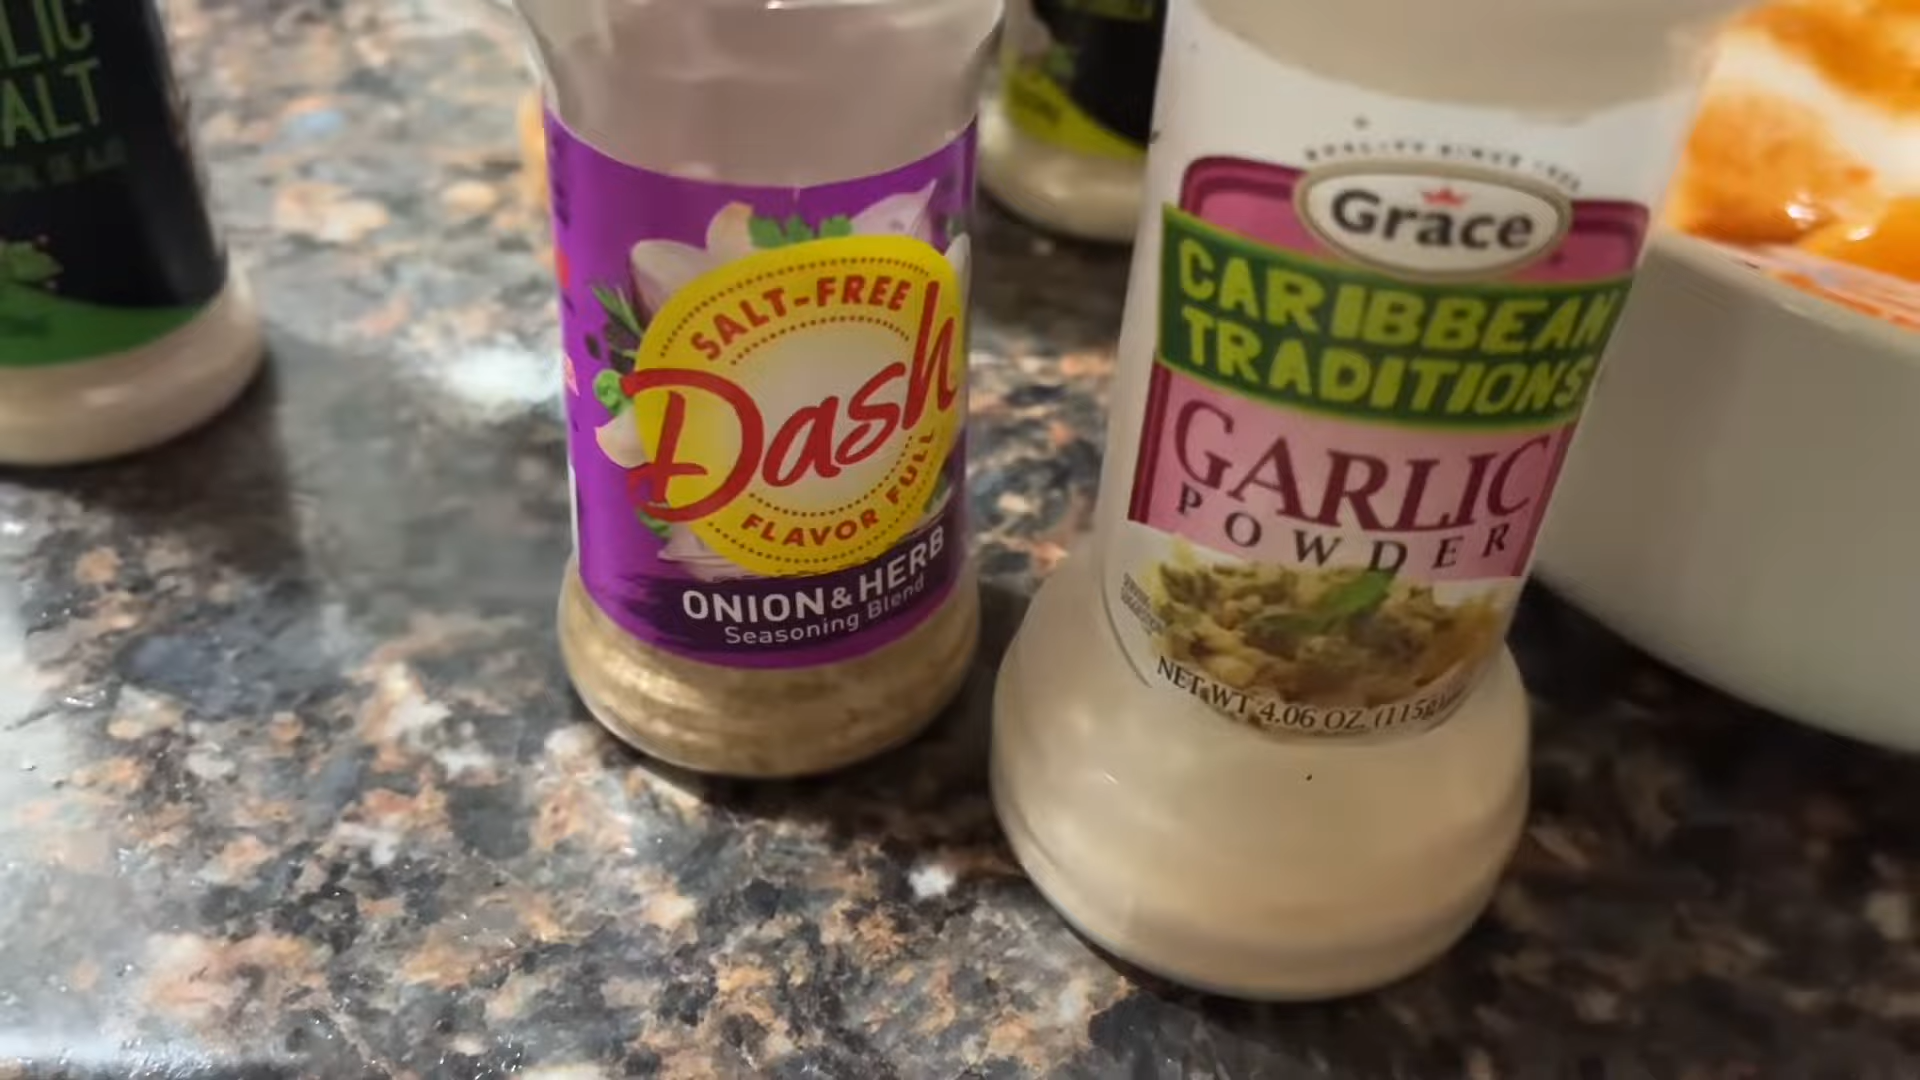 LIC
ALT
SALT-FREE
Dash
FLAVOR FULL
ONION & HERB
Seasoning Blend
Grace
CARIBBEAN
TRADITIONS
GARLIC
POWDER
NET WT 4.06 OZ. (115g)